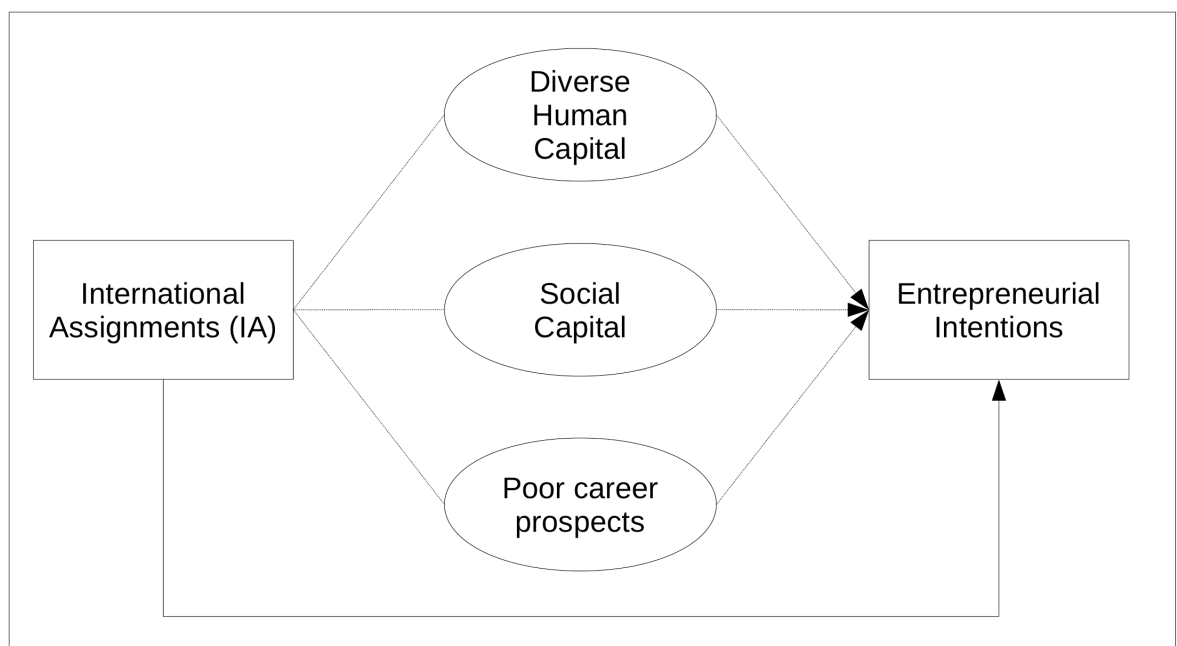 Diverse
Human
Capital
International
Assignments (IA)
Social
Capital
Entrepreneurial
Intentions
Poor career
prospects